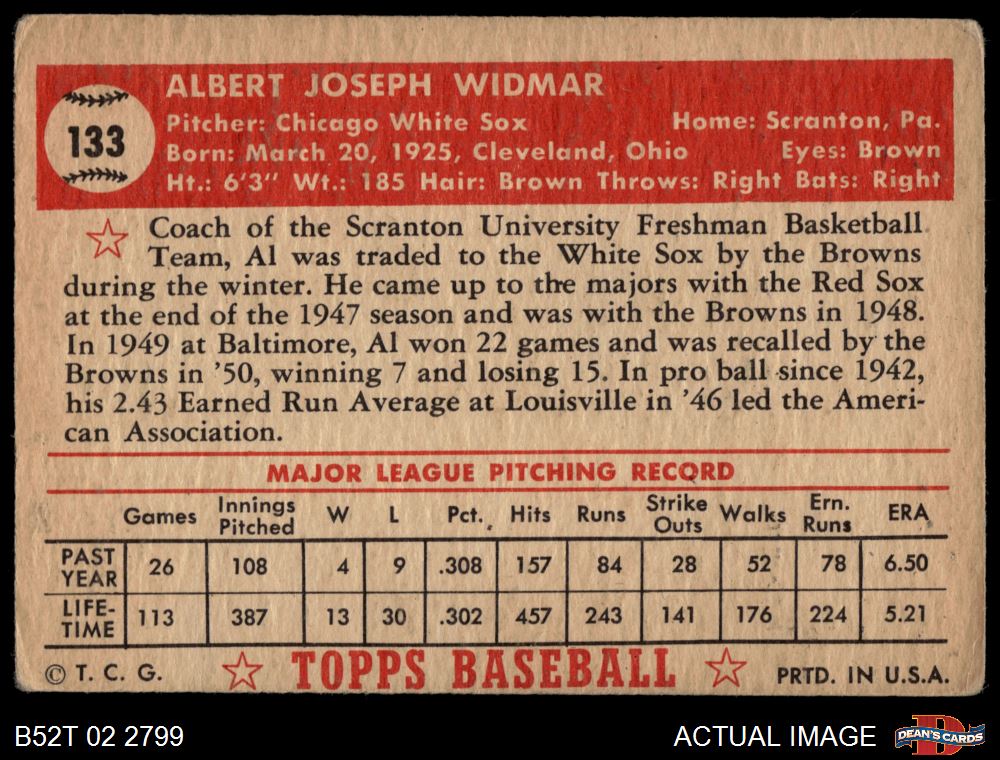 ALBERT JOSEPH WIDMAR
133
Pitcher: Chicago White Sox Home: Scranton, Pa.
Born: March 20, 1925, Cleveland, Ohio Eyes: Brown
Ht.: 6'3" Wt.: 185 Hair: Brown Throws: Right Bats: Right
Coach of the Scranton University Freshman Basketball
Team, Al was traded to the White Sox by the Browns
during the winter. He came up to the majors with the Red Sox
at the end of the 1947 season and was with the Browns in 1948.
In 1949 at Baltimore, Al won 22 games and was recalled by the
Browns in '50, winning 7 and losing 15. In pro ball since 1942,
his 2.43 Earned Run Average at Louisville in '46 led the Ameri-
can Association.
MAJOR LEAGUE PITCHING RECORD
Games Innings Pitched W L Pct. Hits Runs Strike Outs Walks Ern. Runs ERA
PAST YEAR 26 108 4 9 .308 157 84 28 52 78 6.50
LIFE-TIME 113 387 13 30 .302 457 243 141 176 224 5.21
© T. C. G. TOPPS BASEBALL PRTD. IN U.S.A.
B52T 02 2799 ACTUAL IMAGE DEAN'S CARDS